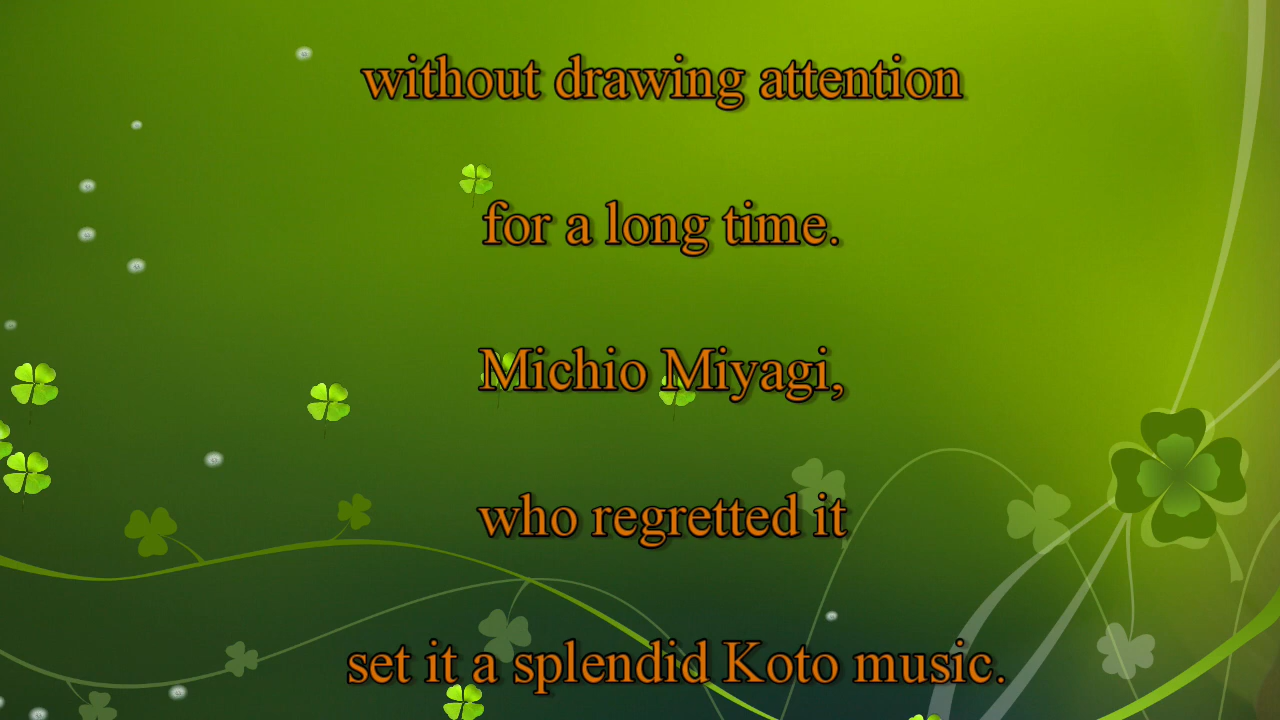 without drawing attention
for a long time.
Michio Miyagi,
who regretted it
set it a splendid Koto music.